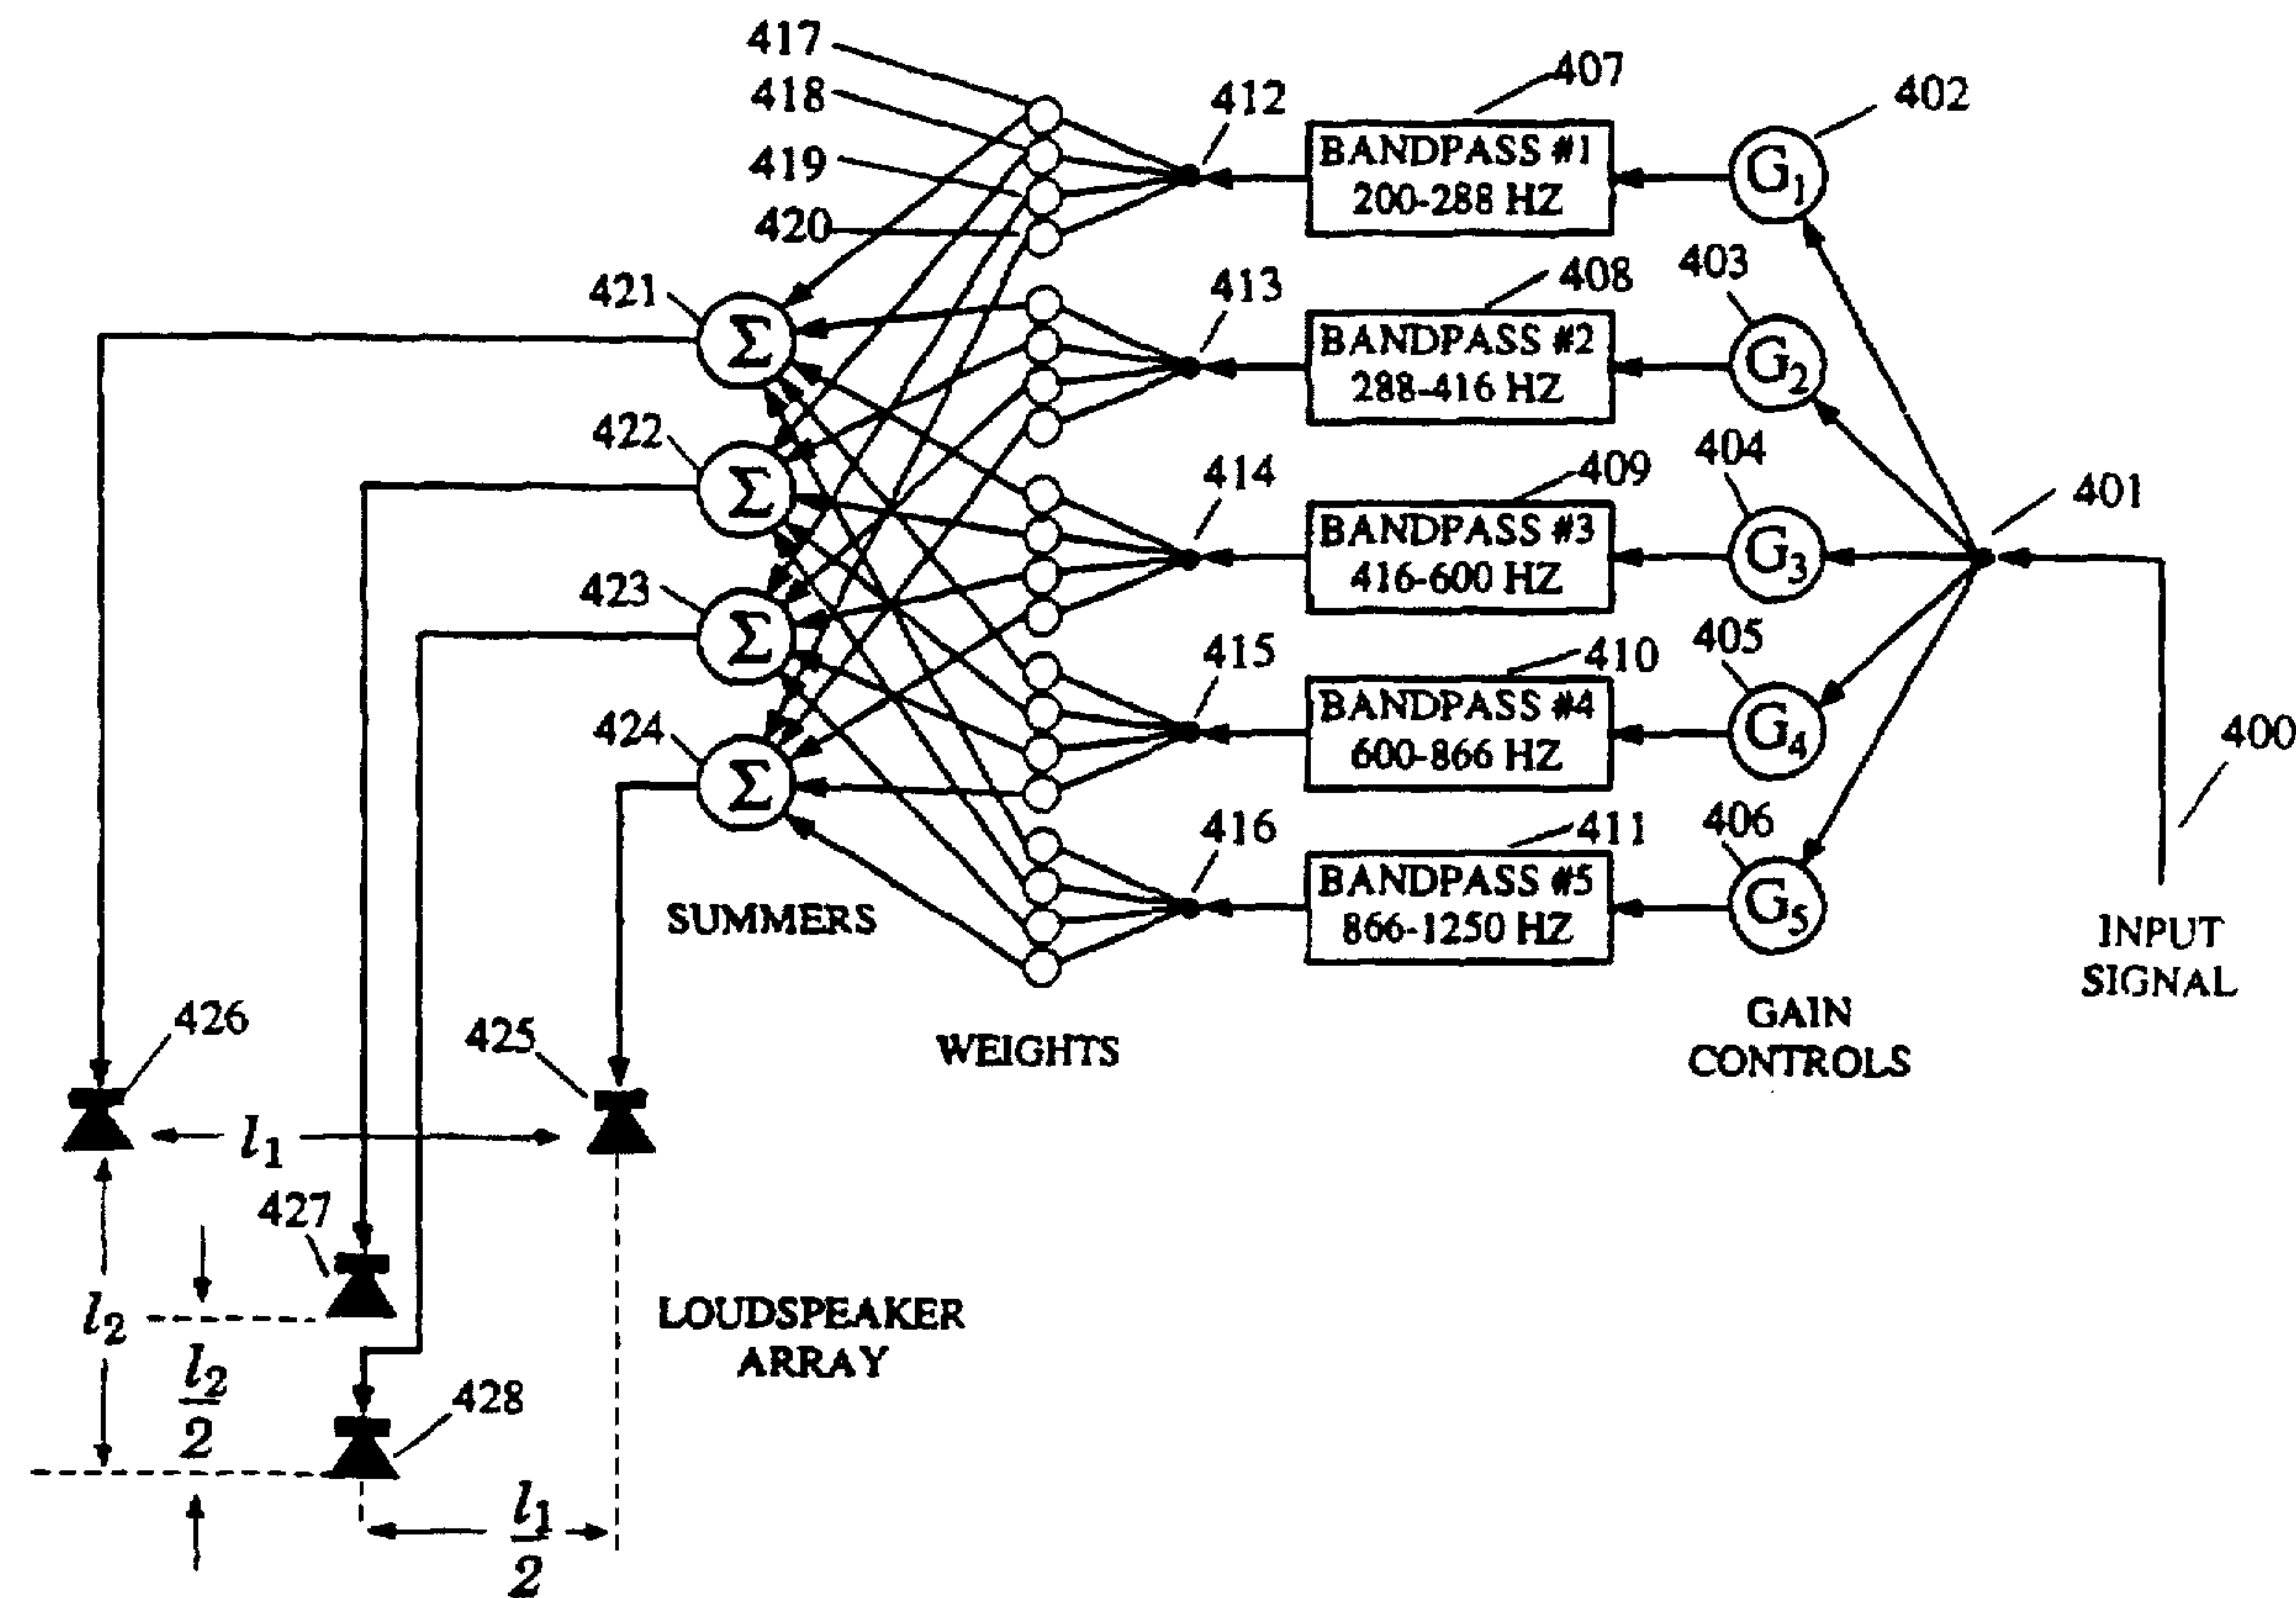 417
418
419
420
412
407
402
BANDPASS #1
200-288 HZ
G1
421
413
408
403
Σ
BANDPASS #2
288-416 HZ
G2
422
414
409
404
401
Σ
BANDPASS #3
416-600 HZ
G3
423
415
410
405
Σ
BANDPASS #4
600-866 HZ
G4
400
424
416
411
406
Σ
BANDPASS #5
866-1250 HZ
G5
SUMMERS
INPUT
SIGNAL
426
425
WEIGHTS
GAIN
CONTROLS
l1
427
l2
l2
2
LOUDSPEAKER
ARRAY
428
l1
2